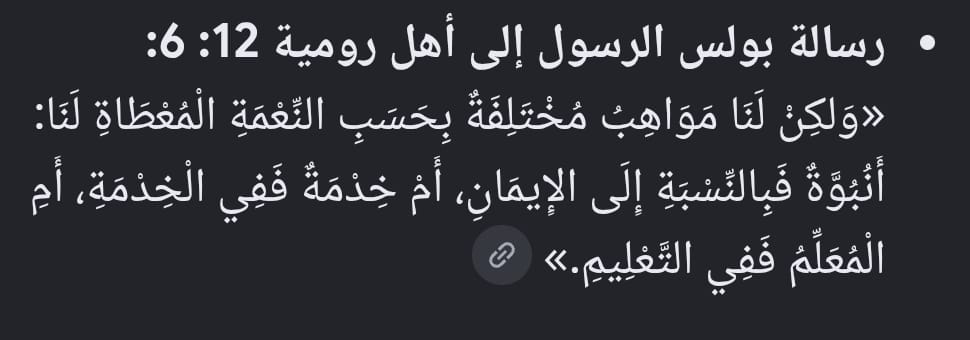 • رسالة بولس الرسول إلى أهل رومية 12: 6:
«وَلكِنْ لَنَا مَوَاهِبُ مُخْتَلِفَةٌ بِحَسَبِ النِّعْمَةِ الْمُعْطَاةِ لَنَا:
أَنُبُوَّةٌ فَبِالنِّسْبَةِ إِلَى الإِيمَانِ، أَمْ خِدْمَةٌ فَفِي الْخِدْمَةِ، أَمِ
الْمُعَلِّمُ فَفِي التَّعْلِيمِ.»